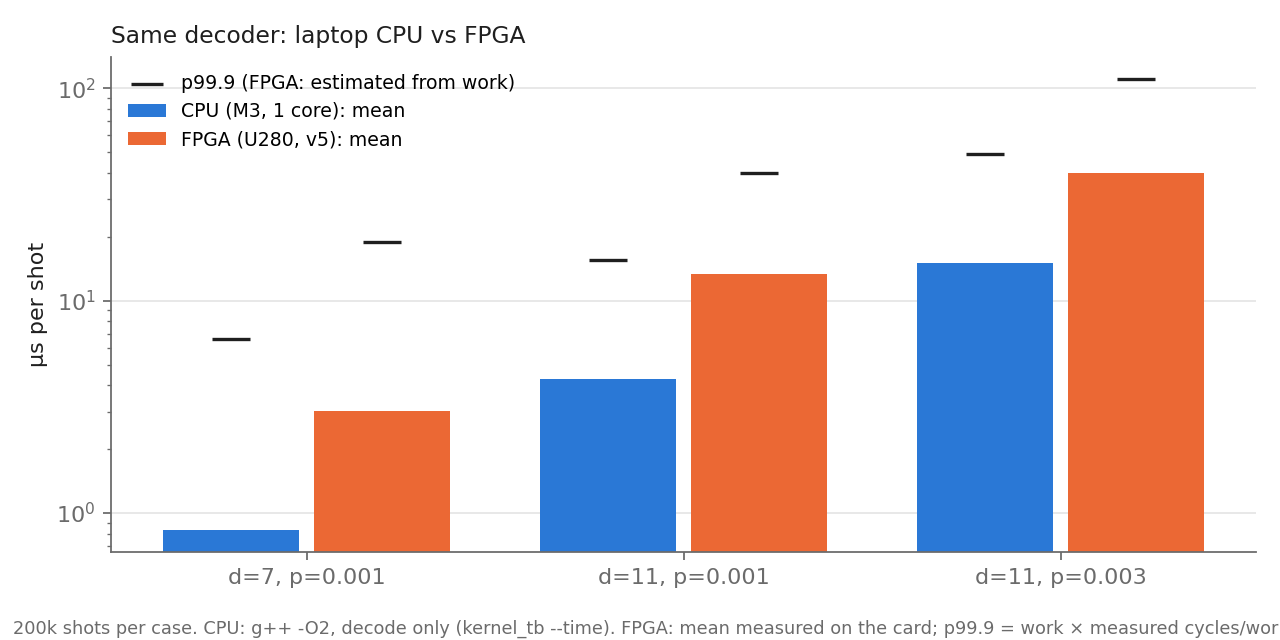 Same decoder: laptop CPU vs FPGA
p99.9 (FPGA: estimated from work)
CPU (M3, 1 core): mean
FPGA (U280, v5): mean
µs per shot
10²
10¹
10⁰
d=7, p=0.001
d=11, p=0.001
d=11, p=0.003
200k shots per case. CPU: g++ -O2, decode only (kernel_tb --time). FPGA: mean measured on the card; p99.9 = work × measured cycles/wor